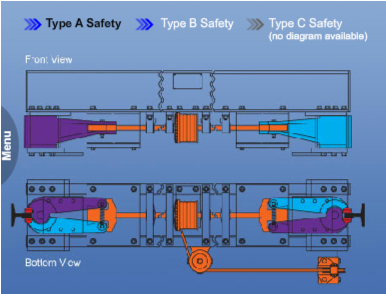 Type A Safety
Type B Safety
Type C Safety
(no diagram available)
Front view
Menu
Bottom View